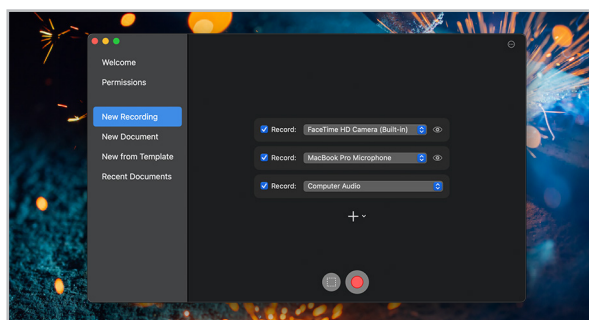 Welcome
Permissions
New Recording
New Document
New from Template
Recent Documents
Record: FaceTime HD Camera (Built-in)
Record: MacBook Pro Microphone
Record: Computer Audio